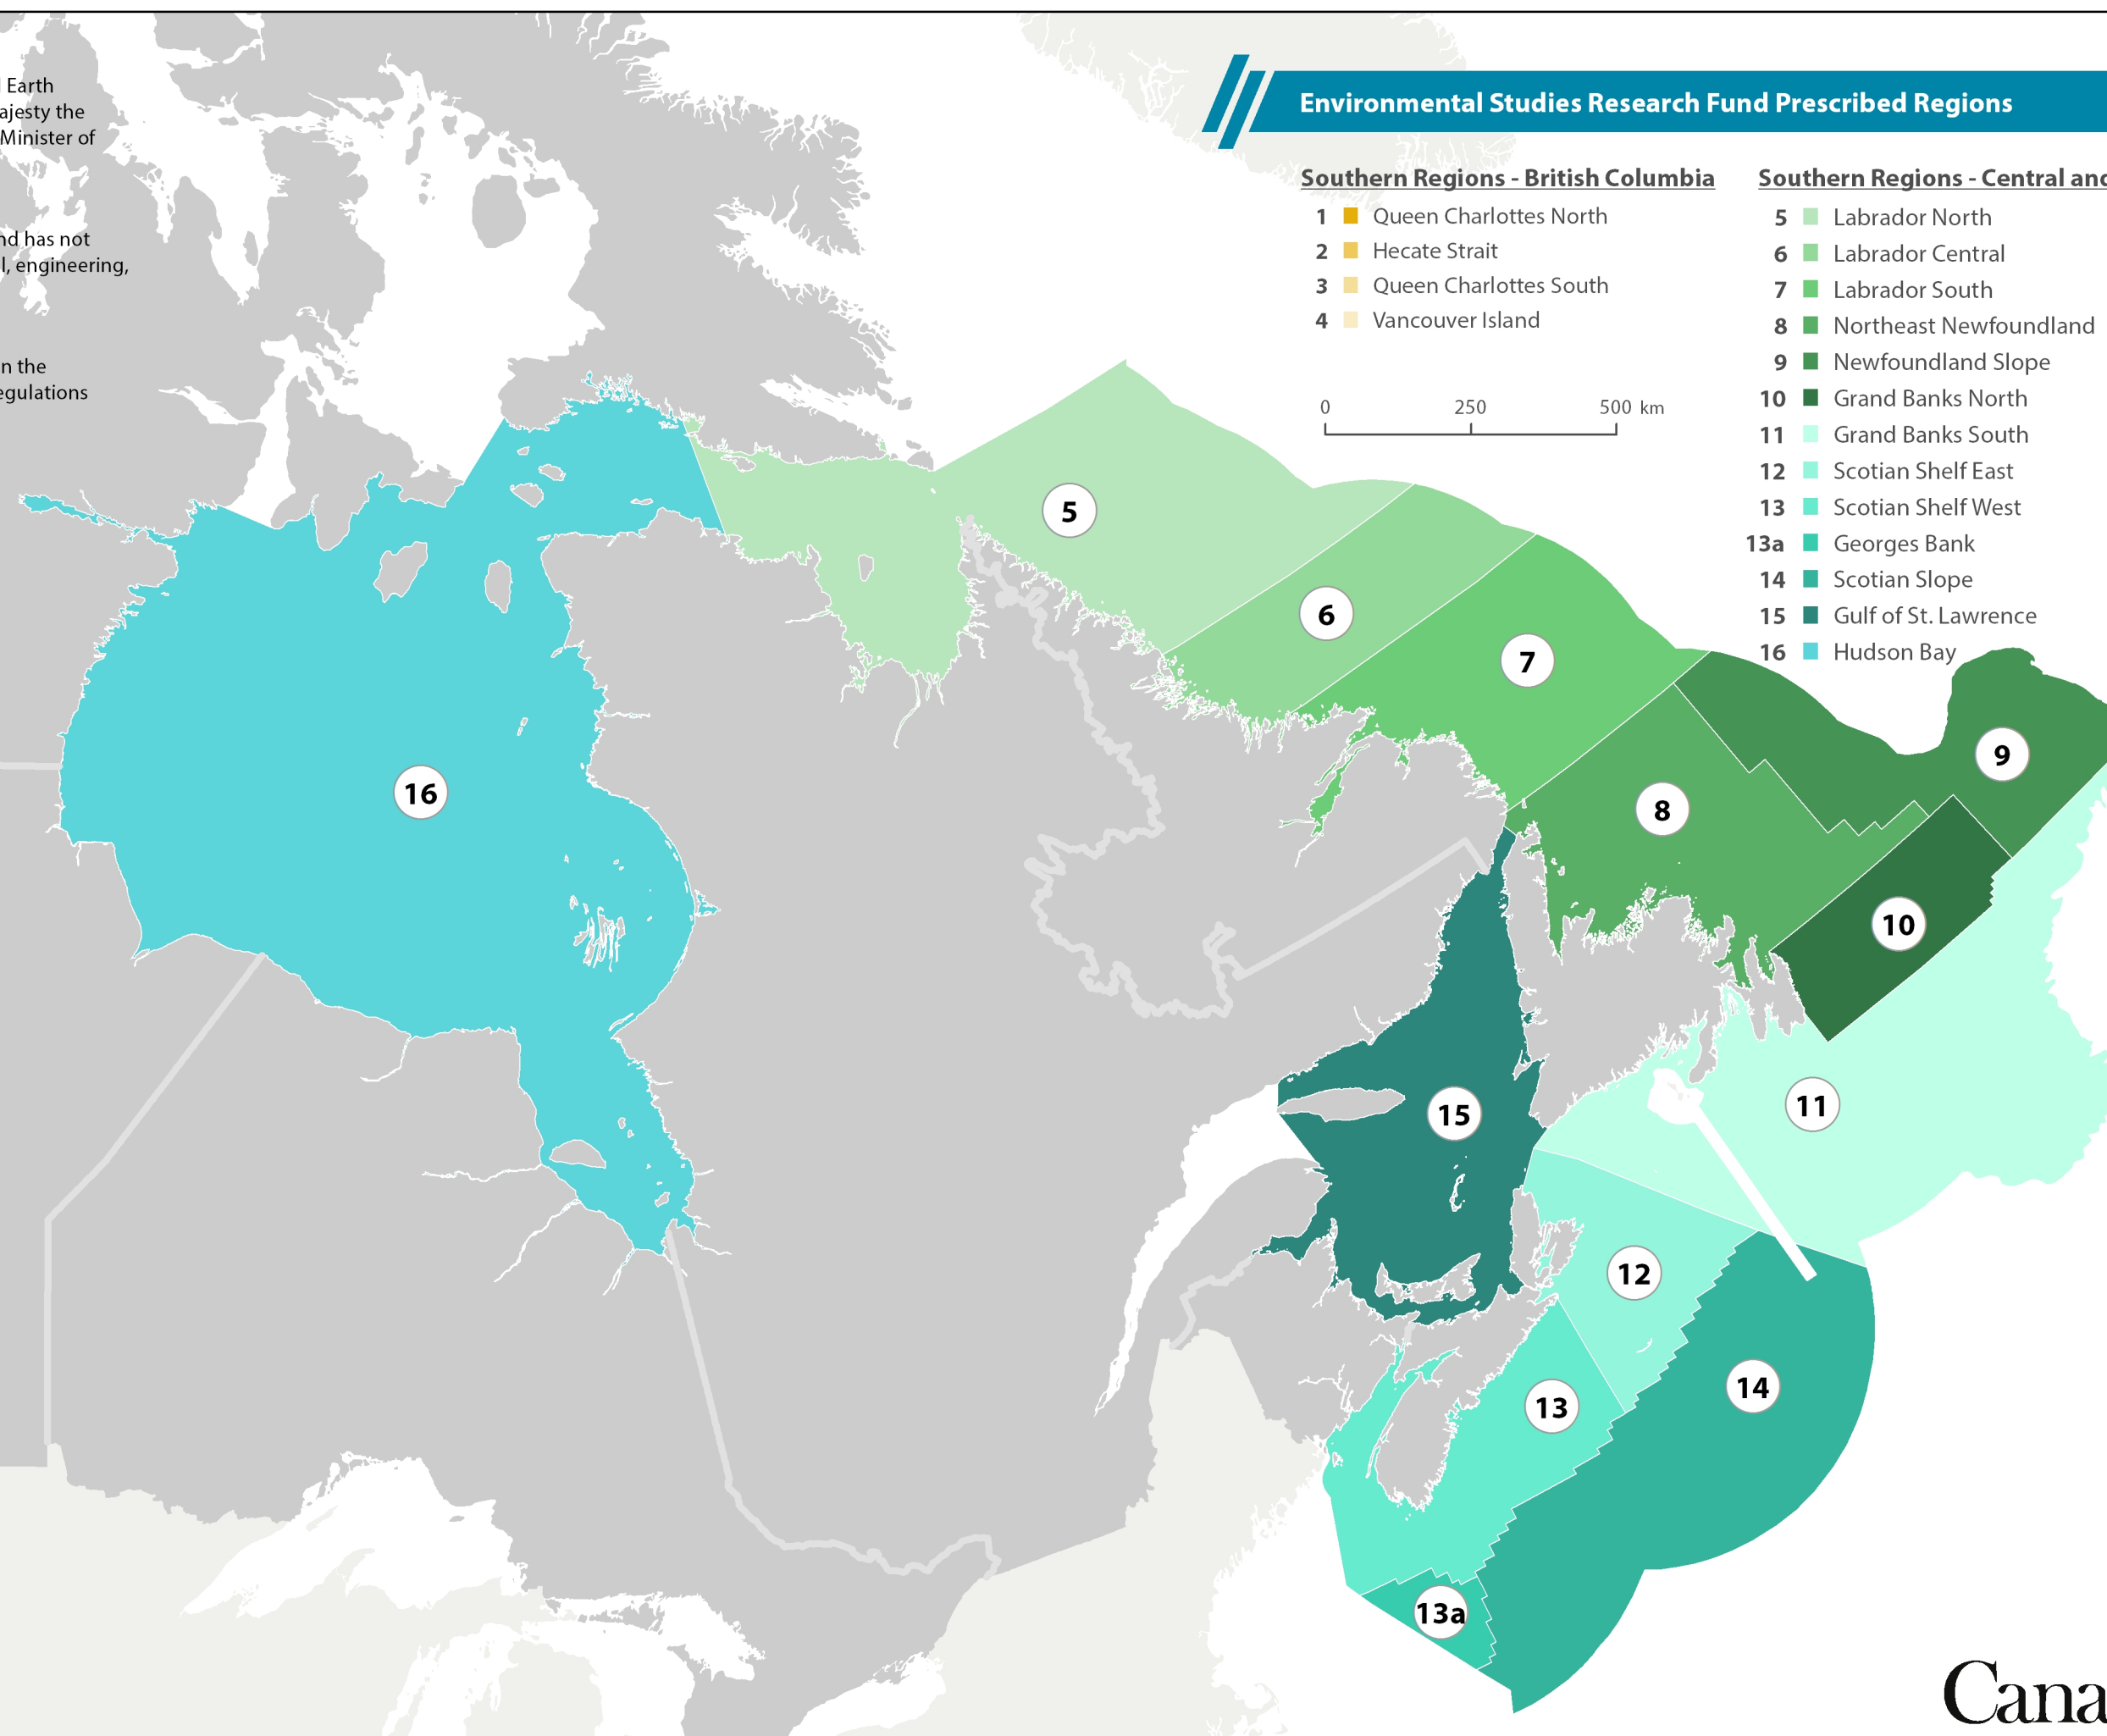 Earth
ajesty the
Minister of
nd has not
l, engineering,
n the
egulations
Environmental Studies Research Fund Prescribed Regions
Southern Regions - British Columbia
1 Queen Charlottes North
2 Hecate Strait
3 Queen Charlottes South
4 Vancouver Island
Southern Regions - Central and
5 Labrador North
6 Labrador Central
7 Labrador South
8 Northeast Newfoundland
9 Newfoundland Slope
10 Grand Banks North
11 Grand Banks South
12 Scotian Shelf East
13 Scotian Shelf West
13a Georges Bank
14 Scotian Slope
15 Gulf of St. Lawrence
16 Hudson Bay
0 250 500 km
5
6
7
9
16
8
10
11
15
12
14
13
13a
Cana